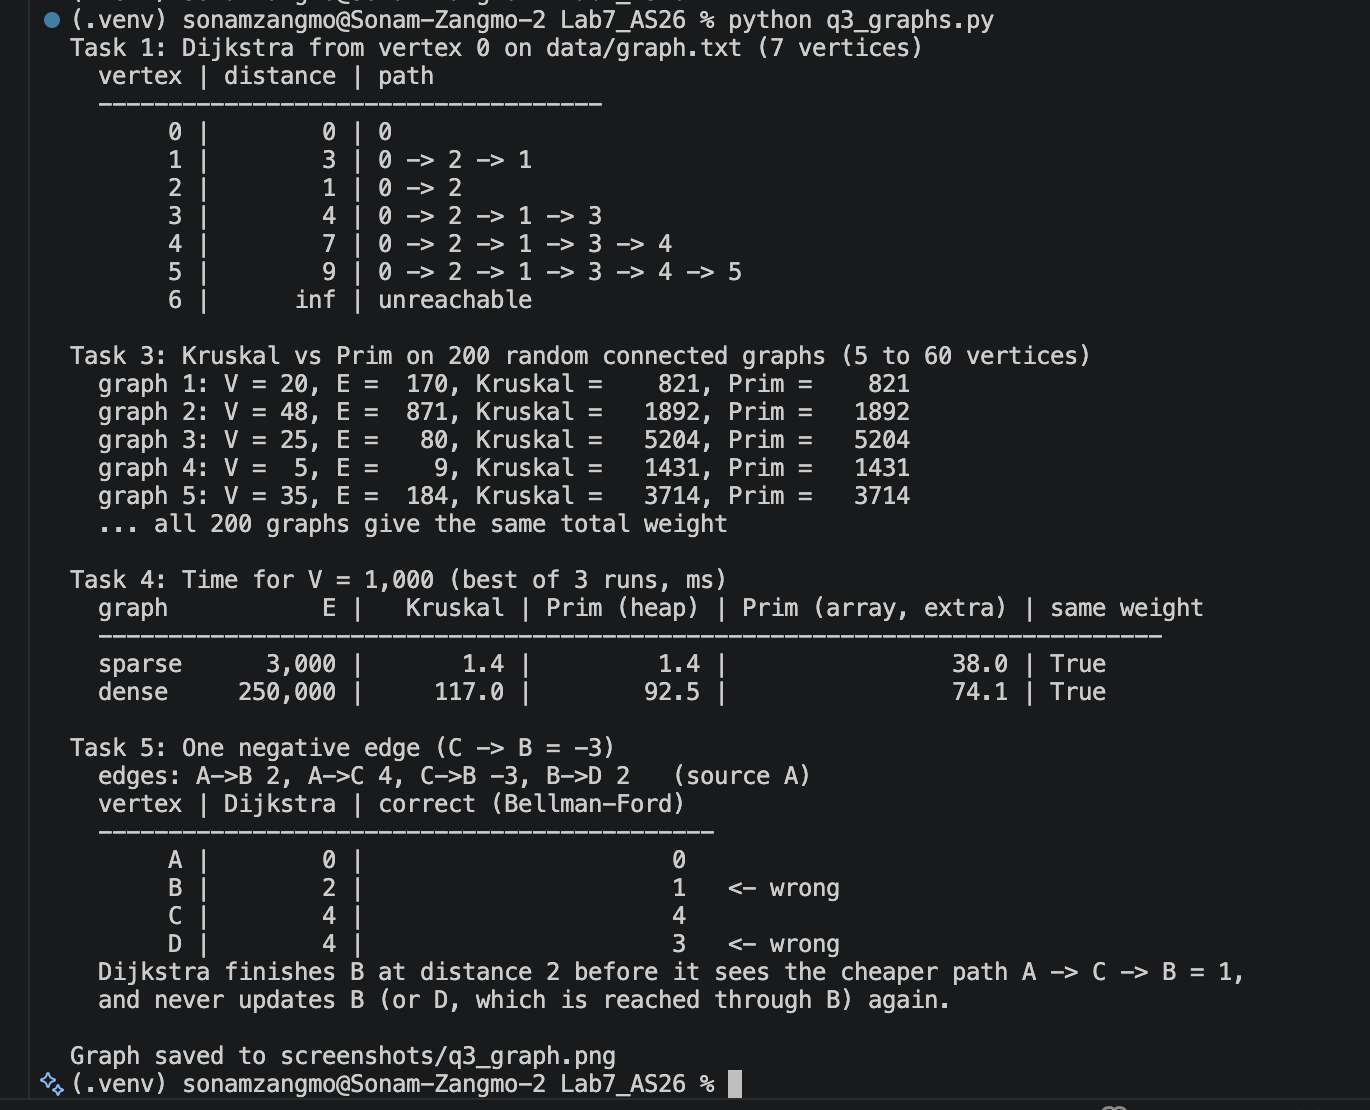 (.venv) sonamzangmo@Sonam-Zangmo-2 Lab7_AS26 % python q3_graphs.py
Task 1: Dijkstra from vertex 0 on data/graph.txt (7 vertices)
  vertex | distance | path
  ------------------------------------
       0 |        0 | 0
       1 |        3 | 0 -> 2 -> 1
       2 |        1 | 0 -> 2
       3 |        4 | 0 -> 2 -> 1 -> 3
       4 |        7 | 0 -> 2 -> 1 -> 3 -> 4
       5 |        9 | 0 -> 2 -> 1 -> 3 -> 4 -> 5
       6 |      inf | unreachable

Task 3: Kruskal vs Prim on 200 random connected graphs (5 to 60 vertices)
  graph 1: V = 20, E =  170, Kruskal =    821, Prim =    821
  graph 2: V = 48, E =  871, Kruskal =   1892, Prim =   1892
  graph 3: V = 25, E =   80, Kruskal =   5204, Prim =   5204
  graph 4: V =  5, E =    9, Kruskal =   1431, Prim =   1431
  graph 5: V = 35, E =  184, Kruskal =   3714, Prim =   3714
  ... all 200 graphs give the same total weight

Task 4: Time for V = 1,000 (best of 3 runs, ms)
  graph           E |   Kruskal | Prim (heap) | Prim (array, extra) | same weight
  ----------------------------------------------------------------------------
  sparse      3,000 |       1.4 |         1.4 |                38.0 | True
  dense     250,000 |     117.0 |        92.5 |                74.1 | True

Task 5: One negative edge (C -> B = -3)
  edges: A->B 2, A->C 4, C->B -3, B->D 2   (source A)
  vertex | Dijkstra | correct (Bellman-Ford)
  --------------------------------------------
       A |        0 |                      0
       B |        2 |                      1   <- wrong
       C |        4 |                      4
       D |        4 |                      3   <- wrong
  Dijkstra finishes B at distance 2 before it sees the cheaper path A -> C -> B = 1,
  and never updates B (or D, which is reached through B) again.

Graph saved to screenshots/q3_graph.png
(.venv) sonamzangmo@Sonam-Zangmo-2 Lab7_AS26 %